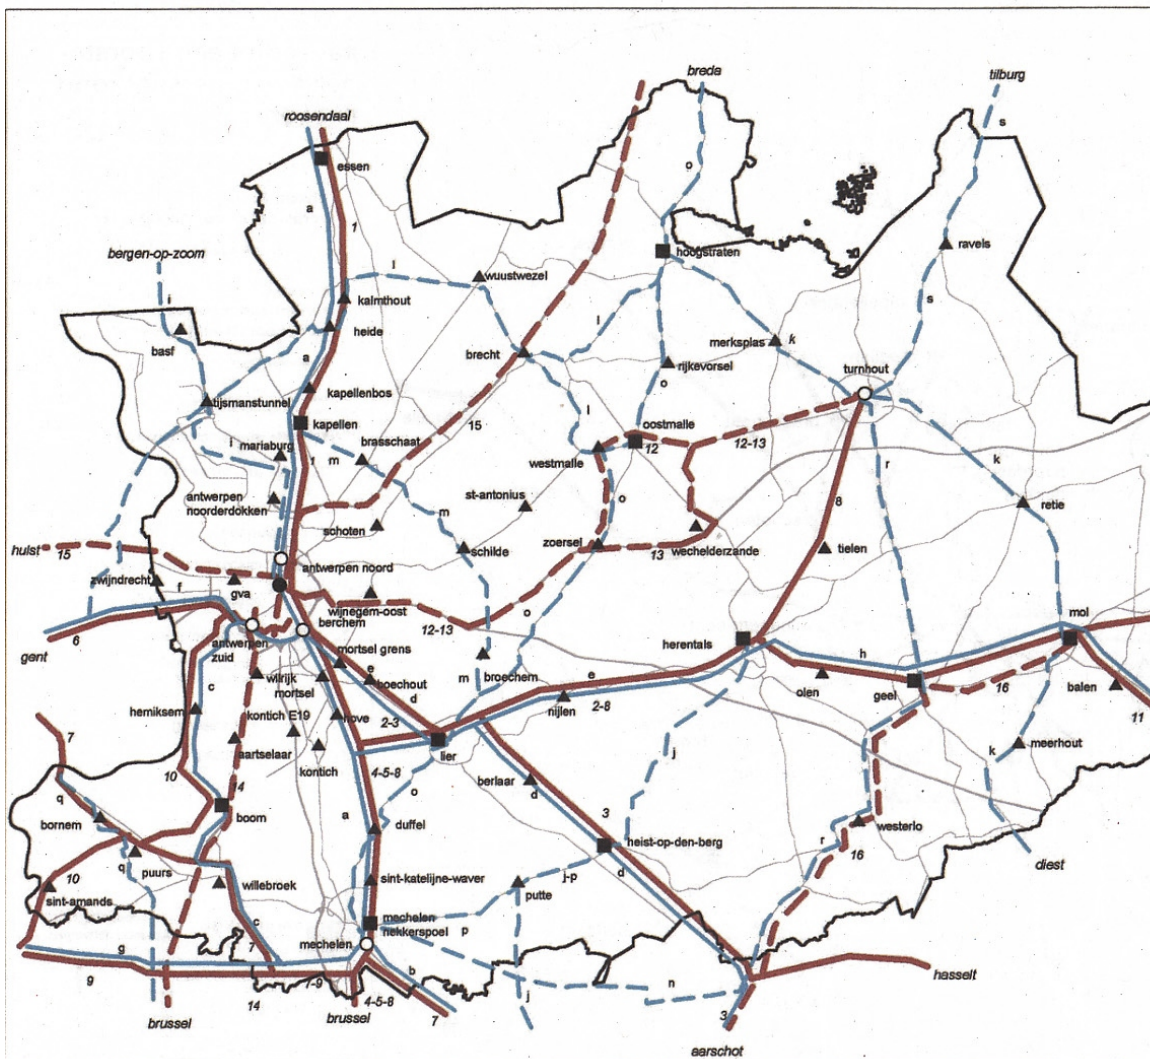 breda
tilburg
roosendaal
s
essen
o
a
1
ravels
hoogstraten
bergen-op-zoom
l
wuustwezel
i
kalmthout
s
l
heide
basf
merksplas
k
brecht
a
rijkevorsel
turnhout
kapellenbos
o
tijsmanstunnel
l
kapellen
oostmalle
15
brasschaat
i
mariaburg
12
12-13
1
m
westmalle
r
k
antwerpen
noorderdokken
st-antonius
o
8
retie
m
schoten
hulst
15
zoersel
schilde
13
wechelderzande
tielen
antwerpen noord
zwijndrecht
f
gva
wijnegem-oost
o
12-13
berchem
mol
6
herentals
antwerpen
zuid
gent
mortsel grens
h
m
broechem
e
e
c
wilrijk
mortsel
boechout
d
olen
geel
16
balen
hemiksem
nijlen
2-8
kontich E19
hove
2-3
11
7
aartselaar
lier
j
k
meerhout
kontich
10
4-5-8
berlaar
d
14
o
q
boom
a
3
bornem
duffel
r
westerlo
heist-op-den-berg
16
diest
q
puurs
10
willebroek
sint-katelijne-waver
j-p
d
sint-amands
putte
c
mechelen
nekkerspoel
p
g
7
mechelen
9
b
n
hasselt
7-9
14
4-5-8
7
j
3
brussel
brussel
aarschot